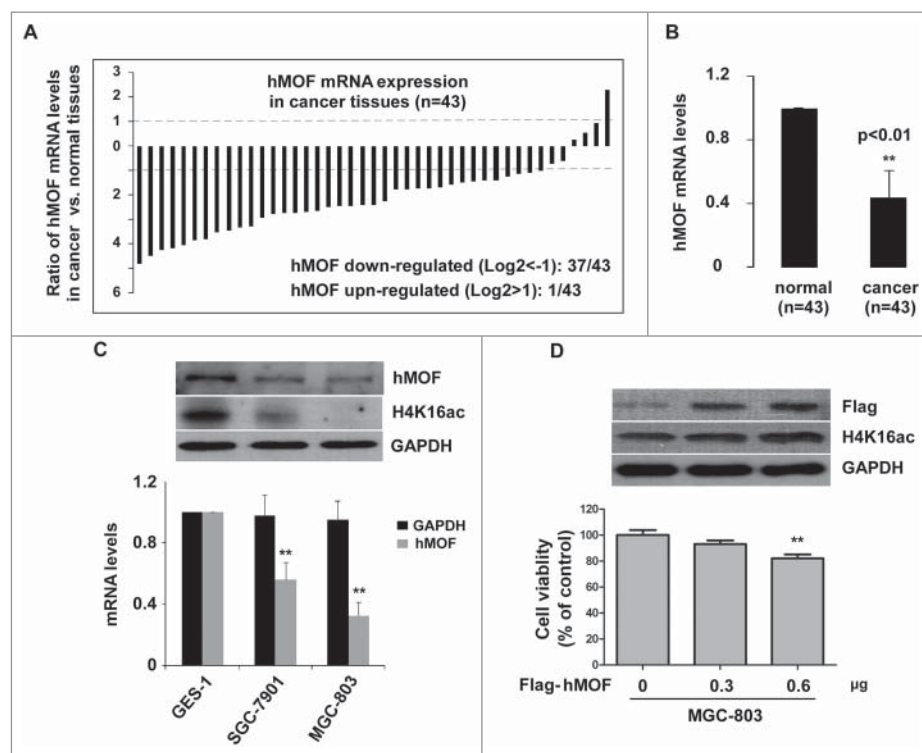 A
Ratio of hMOF mRNA levels
in cancer vs. normal tissues
3
2
1
0
2
4
6
hMOF mRNA expression
in cancer tissues (n=43)
hMOF down-regulated (Log2<-1): 37/43
hMOF upn-regulated (Log2>1): 1/43
B
hMOF mRNA levels
1.2
0.8
0.4
0
p<0.01
**
normal
(n=43)
cancer
(n=43)
C
hMOF
H4K16ac
GAPDH
mRNA levels
1.2
0.8
0.4
0
GAPDH
hMOF
**
**
GES-1
SGC-7901
MGC-803
D
Flag
H4K16ac
GAPDH
Cell viablity
(% of control)
120
100
80
60
40
20
0
**
Flag-hMOF
0
0.3
0.6
µg
MGC-803